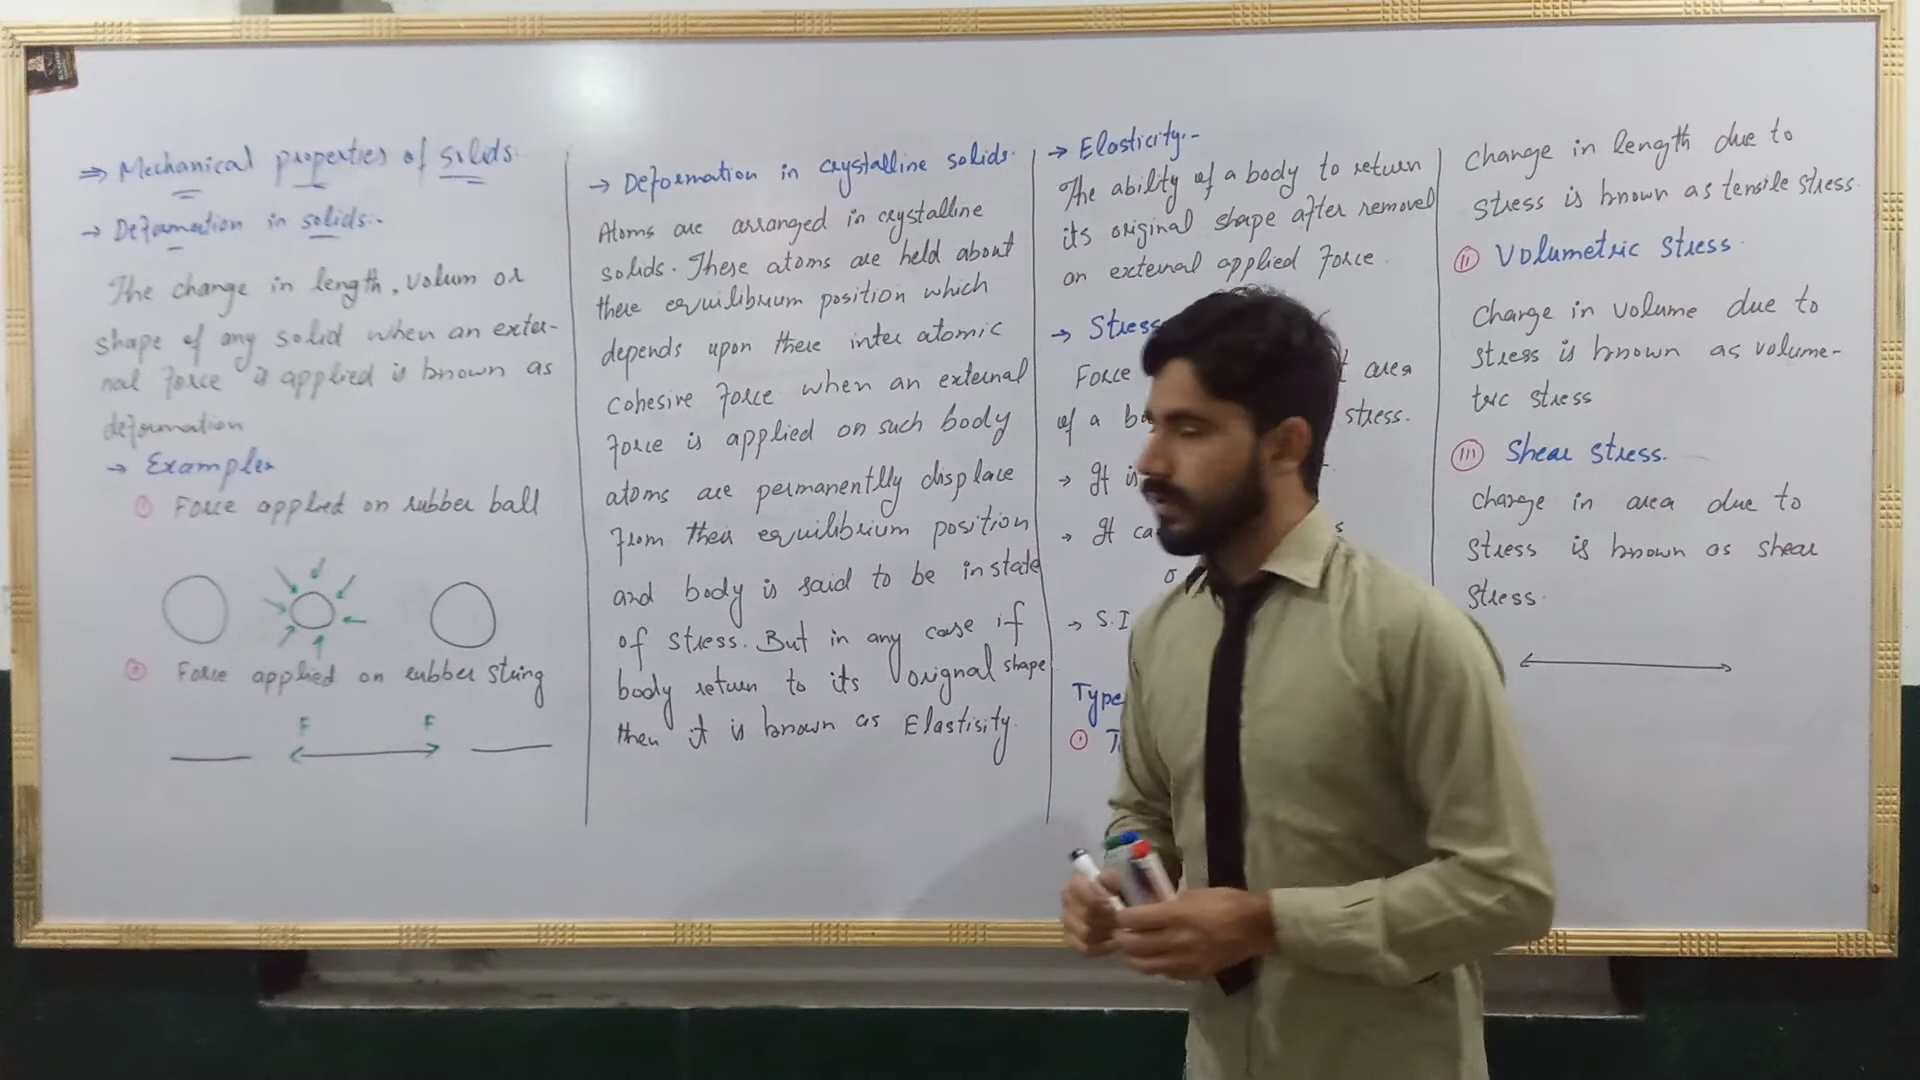 ⇒ Mechanical properties of solids.
→ Deformation in solids:-
The change in length, volum or
shape of any solid when an exter-
nal force is applied is known as
deformation
→ Examples
① Force applied on rubber ball
② Force applied on rubber string
F F
→ Deformation in crystalline solids.
Atoms are arranged in crystalline
solids. These atoms are held about
there equilibrium position which
depends upon there inter atomic
cohesive force when an external
force is applied on such body
atoms are permanentlly displace
from their equilibrium position
and body is said to be in state
of stress. But in any case if
body return to its orignal shape
then it is known as Elastisity.
→ Elasticity:-
The ability of a body to return
its original shape after removel
an external applied force.
→ Stress
Force area
of a stress.
→ It is
→ It
→ S.I
Type
①
Change in length due to
stress is known as tensile stress.
(ii) Volumetric stress.
Change in volume due to
stress is known as volume-
tric stress
(iii) Shear stress.
change in area due to
stress is known as shear
stress.